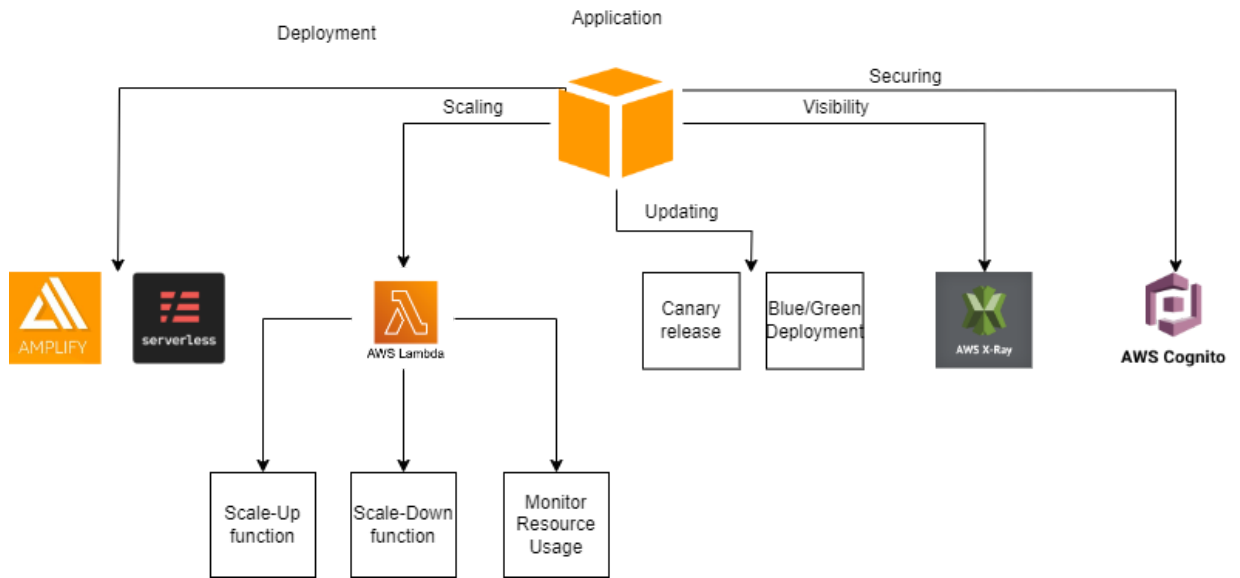 Application
Deployment
Securing
Scaling
Visibility
Updating
AMPLIFY
serverless
AWS Lambda
Canary
release
Blue/Green
Deployment
AWS X-Ray
AWS Cognito
Scale-Up
function
Scale-Down
function
Monitor
Resource
Usage